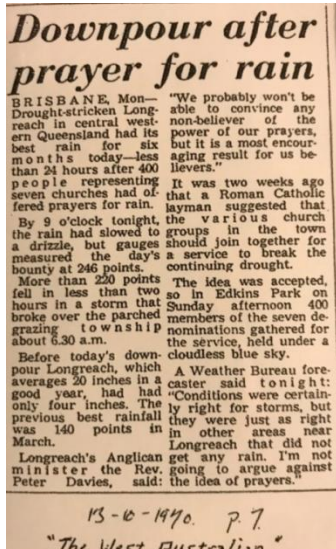 Downpour after
prayer for rain
BRISBANE, Mon—
Drought-stricken Long-
reach in central west-
ern Queensland had its
best rain for six
months today—less
than 24 hours after 400
people representing
seven churches had of-
fered prayers for rain.
By 9 o'clock tonight,
the rain had slowed to
a drizzle, but gauges
measured the day's
bounty at 246 points.
More than 220 points
fell in less than two
hours in a storm that
broke over the parched
grazing township
about 6.30 a.m.
Before today's down-
pour Longreach, which
averages 20 inches in a
good year, had had
only four inches. The
previous best rainfall
was 140 points in
March.
Longreach's Anglican
minister the Rev.
Peter Davies, said:
"We probably won't be
able to convince any
non-believer of the
power of our prayers,
but it is a most encour-
aging result for us be-
lievers."
It was two weeks ago
that a Roman Catholic
layman suggested that
the various church
groups in the town
should join together for
a service to break the
continuing drought.
The idea was accepted,
so in Edkins Park on
Sunday afternoon 400
members of the seven de-
nominations gathered for
the service, held under a
cloudless blue sky.
A Weather Bureau fore-
caster said tonight:
"Conditions were certain-
ly right for storms, but
they were just as right
in other areas near
Longreach that did not
get any rain. I'm not
going to argue against
the idea of prayers."
13-10-1970. p. 7.
"The West Australian"